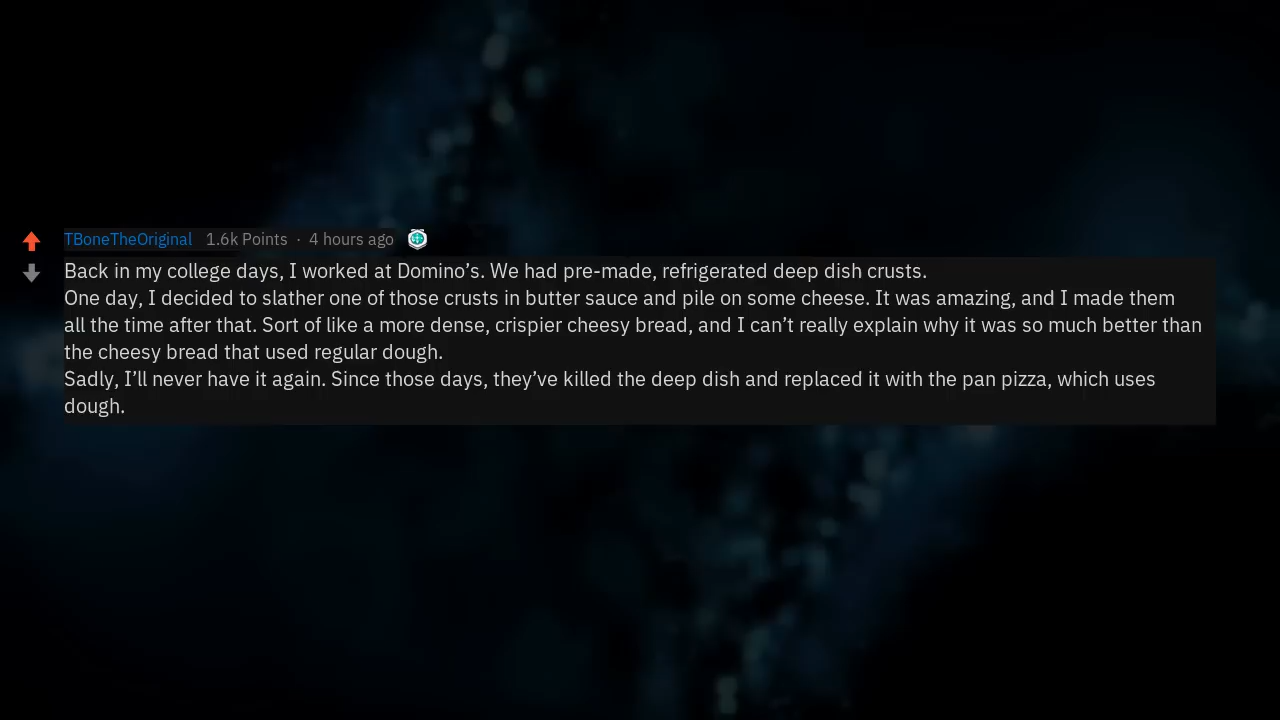 TBoneTheOriginal 1.6k Points · 4 hours ago
Back in my college days, I worked at Domino’s. We had pre-made, refrigerated deep dish crusts.
One day, I decided to slather one of those crusts in butter sauce and pile on some cheese. It was amazing, and I made them
all the time after that. Sort of like a more dense, crispier cheesy bread, and I can’t really explain why it was so much better than
the cheesy bread that used regular dough.
Sadly, I’ll never have it again. Since those days, they’ve killed the deep dish and replaced it with the pan pizza, which uses
dough.